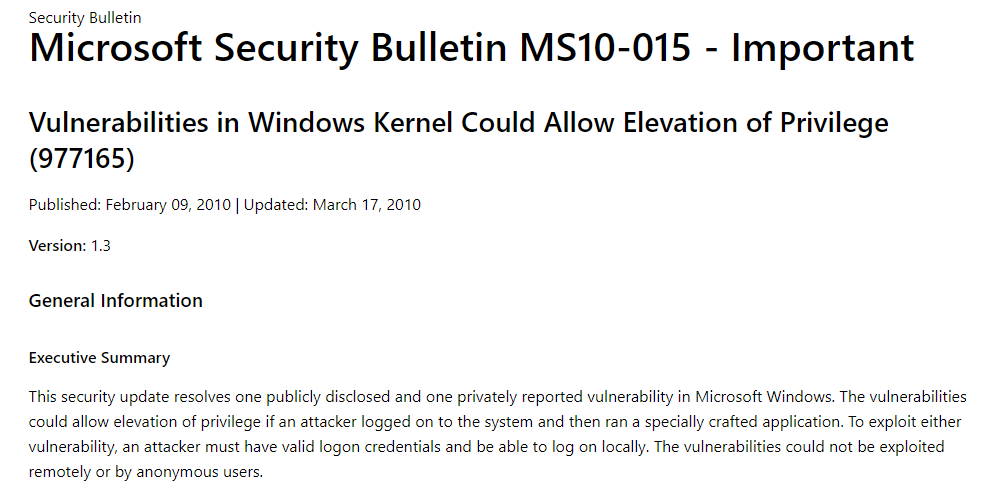 Security Bulletin
Microsoft Security Bulletin MS10-015 - Important
Vulnerabilities in Windows Kernel Could Allow Elevation of Privilege
(977165)
Published: February 09, 2010 | Updated: March 17, 2010
Version: 1.3
General Information
Executive Summary
This security update resolves one publicly disclosed and one privately reported vulnerability in Microsoft Windows. The vulnerabilities
could allow elevation of privilege if an attacker logged on to the system and then ran a specially crafted application. To exploit either
vulnerability, an attacker must have valid logon credentials and be able to log on locally. The vulnerabilities could not be exploited
remotely or by anonymous users.